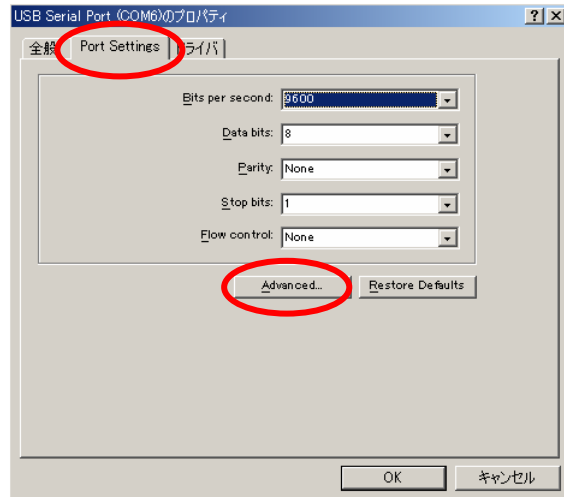 USB Serial Port (COM6)のプロパティ
全般 Port Settings ドライバ
Bits per second: 9600
Data bits: 8
Parity: None
Stop bits: 1
Flow control: None
Advanced... Restore Defaults
OK キャンセル